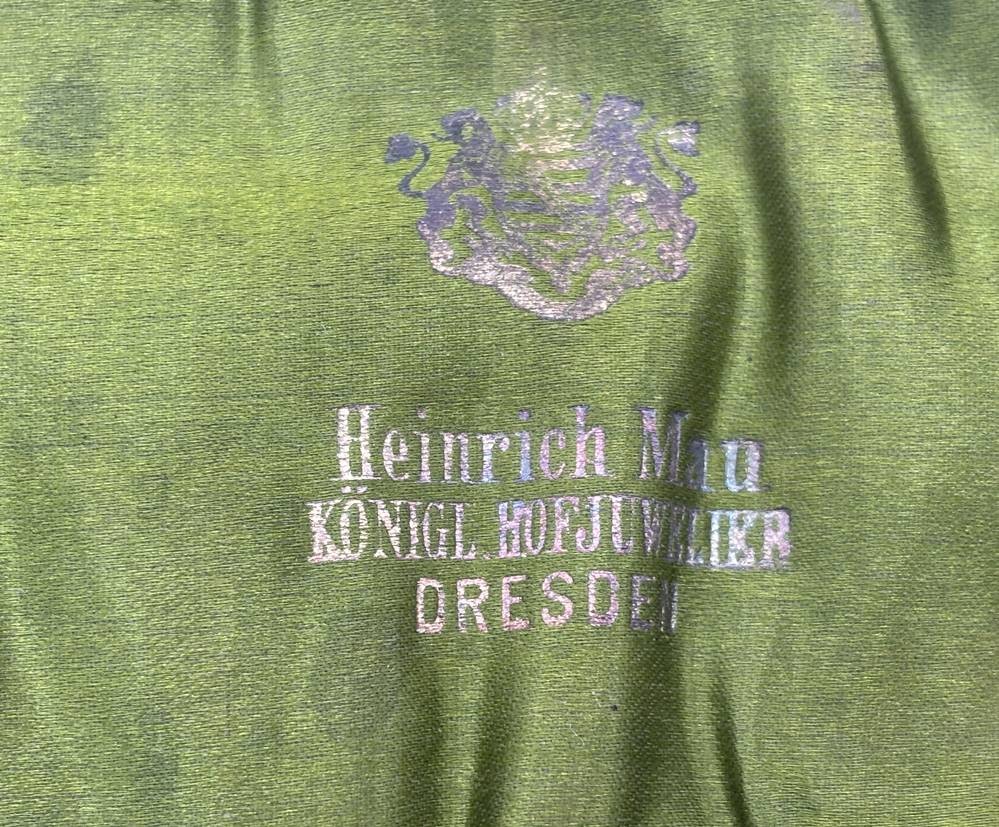 Heinrich Mau
KÖNIGL. HOFJUWELIER
DRESDEN